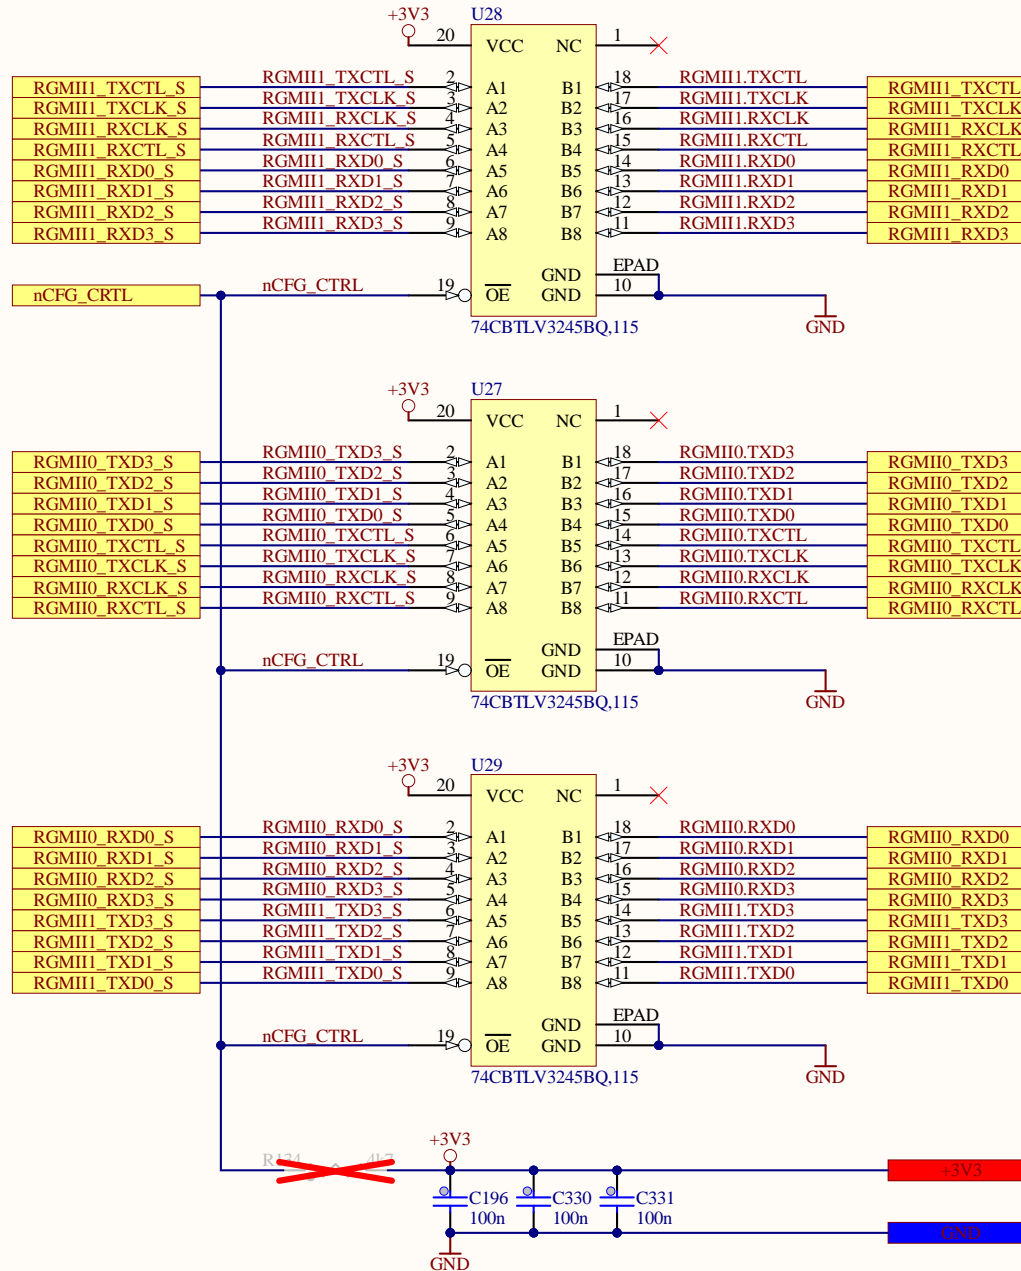 U28
+3V3
20 VCC NC 1
RGMII1_TXCTL_S RGMII1_TXCTL_S 2 A1 B1 18 RGMII1.TXCTL RGMII1_TXCTL
RGMII1_TXCLK_S RGMII1_TXCLK_S 3 A2 B2 17 RGMII1.TXCLK RGMII1_TXCLK
RGMII1_RXCLK_S RGMII1_RXCLK_S 4 A3 B3 16 RGMII1.RXCLK RGMII1_RXCLK
RGMII1_RXCTL_S RGMII1_RXCTL_S 5 A4 B4 15 RGMII1.RXCTL RGMII1_RXCTL
RGMII1_RXD0_S RGMII1_RXD0_S 6 A5 B5 14 RGMII1.RXD0 RGMII1_RXD0
RGMII1_RXD1_S RGMII1_RXD1_S 7 A6 B6 13 RGMII1.RXD1 RGMII1_RXD1
RGMII1_RXD2_S RGMII1_RXD2_S 8 A7 B7 12 RGMII1.RXD2 RGMII1_RXD2
RGMII1_RXD3_S RGMII1_RXD3_S 9 A8 B8 11 RGMII1.RXD3 RGMII1_RXD3
GND EPAD
nCFG_CRTL nCFG_CTRL 19 OE GND 10
GND
74CBTLV3245BQ,115
U27
+3V3
20 VCC NC 1
RGMII0_TXD3_S RGMII0_TXD3_S 2 A1 B1 18 RGMII0.TXD3 RGMII0_TXD3
RGMII0_TXD2_S RGMII0_TXD2_S 3 A2 B2 17 RGMII0.TXD2 RGMII0_TXD2
RGMII0_TXD1_S RGMII0_TXD1_S 4 A3 B3 16 RGMII0.TXD1 RGMII0_TXD1
RGMII0_TXD0_S RGMII0_TXD0_S 5 A4 B4 15 RGMII0.TXD0 RGMII0_TXD0
RGMII0_TXCTL_S RGMII0_TXCTL_S 6 A5 B5 14 RGMII0.TXCTL RGMII0_TXCTL
RGMII0_TXCLK_S RGMII0_TXCLK_S 7 A6 B6 13 RGMII0.TXCLK RGMII0_TXCLK
RGMII0_RXCLK_S RGMII0_RXCLK_S 8 A7 B7 12 RGMII0.RXCLK RGMII0_RXCLK
RGMII0_RXCTL_S RGMII0_RXCTL_S 9 A8 B8 11 RGMII0.RXCTL RGMII0_RXCTL
GND EPAD
nCFG_CTRL 19 OE GND 10
GND
74CBTLV3245BQ,115
U29
+3V3
20 VCC NC 1
RGMII0_RXD0_S RGMII0_RXD0_S 2 A1 B1 18 RGMII0.RXD0 RGMII0_RXD0
RGMII0_RXD1_S RGMII0_RXD1_S 3 A2 B2 17 RGMII0.RXD1 RGMII0_RXD1
RGMII0_RXD2_S RGMII0_RXD2_S 4 A3 B3 16 RGMII0.RXD2 RGMII0_RXD2
RGMII0_RXD3_S RGMII0_RXD3_S 5 A4 B4 15 RGMII0.RXD3 RGMII0_RXD3
RGMII1_TXD3_S RGMII1_TXD3_S 6 A5 B5 14 RGMII1.TXD3 RGMII1_TXD3
RGMII1_TXD2_S RGMII1_TXD2_S 7 A6 B6 13 RGMII1.TXD2 RGMII1_TXD2
RGMII1_TXD1_S RGMII1_TXD1_S 8 A7 B7 12 RGMII1.TXD1 RGMII1_TXD1
RGMII1_TXD0_S RGMII1_TXD0_S 9 A8 B8 11 RGMII1.TXD0 RGMII1_TXD0
GND EPAD
nCFG_CTRL 19 OE GND 10
GND
74CBTLV3245BQ,115
+3V3
4k7 +3V3
C196 C330 C331
100n 100n 100n
GND
GND